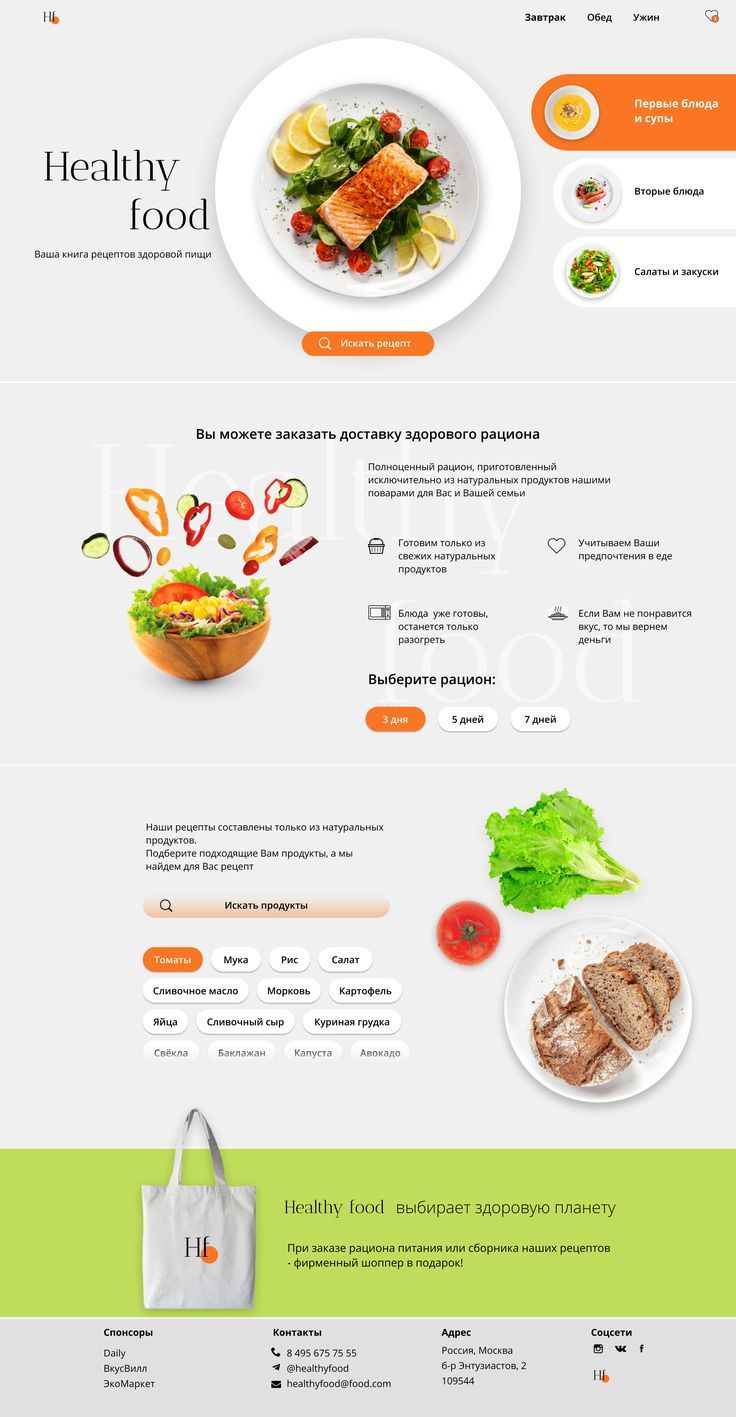 Hf
Завтрак
Обед
Ужин
0
Первые блюда
и супы
Healthy
food
Вторые блюда
Ваша книга рецептов здоровой пищи
Салаты и закуски
Искать рецепт
Вы можете заказать доставку здорового рациона
Healthy
food
Полноценный рацион, приготовленный
исключительно из натуральных продуктов нашими
поварами для Вас и Вашей семьи
Готовим только из
свежих натуральных
продуктов
Учитываем Ваши
предпочтения в еде
Блюда уже готовы,
останется только
разогреть
Если Вам не понравится
вкус, то мы вернем
деньги
Выберите рацион:
3 дня
5 дней
7 дней
Наши рецепты составлены только из натуральных
продуктов.
Подберите подходящие Вам продукты, а мы
найдем для Вас рецепт
Искать продукты
Томаты
Мука
Рис
Салат
Сливочное масло
Морковь
Картофель
Яйца
Сливочный сыр
Куриная грудка
Свёкла
Баклажан
Капуста
Авокадо
Hf
Healthy food выбирает здоровую планету
При заказе рациона питания или сборника наших рецептов
- фирменный шоппер в подарок!
Спонсоры
Daily
ВкусВилл
ЭкоМаркет
Контакты
8 495 675 75 55
@healthyfood
healthyfood@food.com
Адрес
Россия, Москва
б-р Энтузиастов, 2
109544
Соцсети
Hf